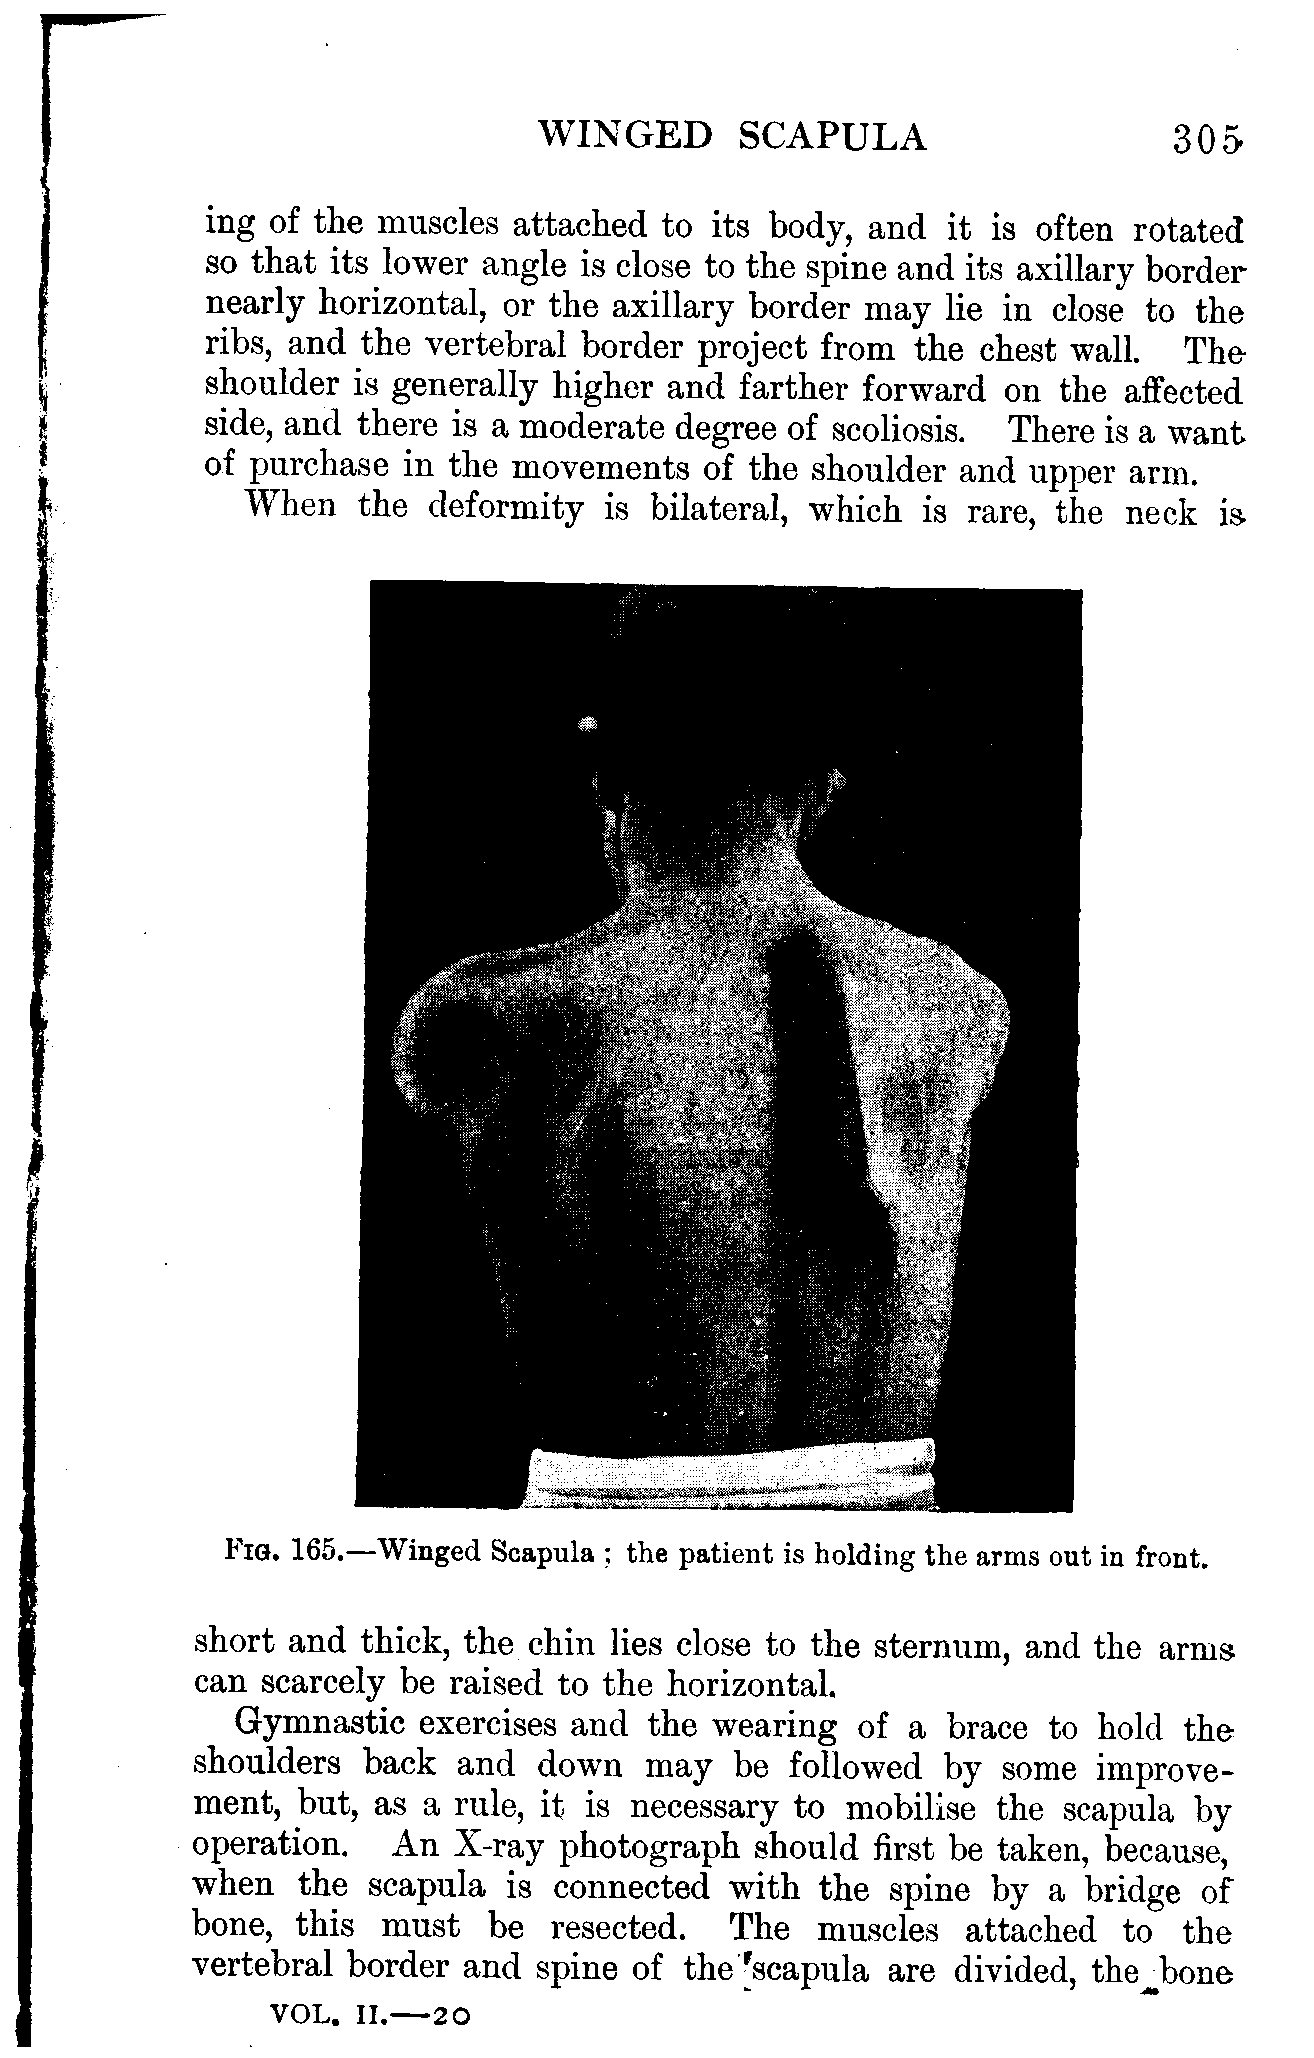 WINGED SCAPULA 305
ing of the muscles attached to its body, and it is often rotated
so that its lower angle is close to the spine and its axillary border
nearly horizontal, or the axillary border may lie in close to the
ribs, and the vertebral border project from the chest wall. The
shoulder is generally higher and farther forward on the affected
side, and there is a moderate degree of scoliosis. There is a want
of purchase in the movements of the shoulder and upper arm.
When the deformity is bilateral, which is rare, the neck is
FIG. 165.—Winged Scapula; the patient is holding the arms out in front.
short and thick, the chin lies close to the sternum, and the arms
can scarcely be raised to the horizontal.
Gymnastic exercises and the wearing of a brace to hold the
shoulders back and down may be followed by some improve-
ment, but, as a rule, it is necessary to mobilise the scapula by
operation. An X-ray photograph should first be taken, because,
when the scapula is connected with the spine by a bridge of
bone, this must be resected. The muscles attached to the
vertebral border and spine of the scapula are divided, the bone
VOL. II.—20